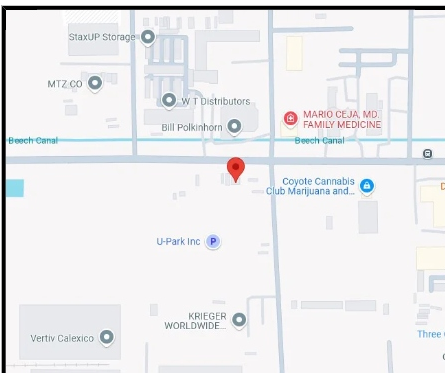 StaxUP Storage
MTZ CO
W T Distributors
Bill Polkinhorn
MARIO CEJA, MD,
FAMILY MEDICINE
Beech Canal
Beech Canal
Coyote Cannabis
Club Marijuana and...
U-Park Inc
P
KRIEGER
WORLDWIDE...
Vertiv Calexico
Three